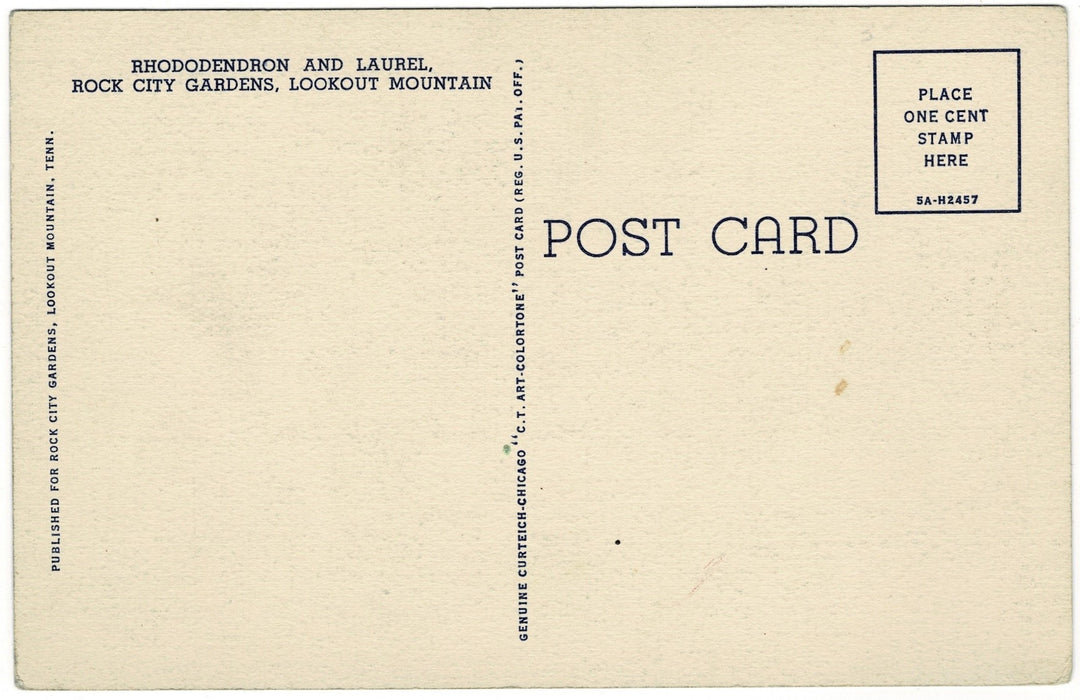 RHODODENDRON AND LAUREL,
ROCK CITY GARDENS, LOOKOUT MOUNTAIN
PUBLISHED FOR ROCK CITY GARDENS, LOOKOUT MOUNTAIN, TENN.
GENUINE CURTEICH-CHICAGO "C.T. ART-COLORTONE" POST CARD (REG. U.S. PAT. OFF.)
POST CARD
PLACE
ONE CENT
STAMP
HERE
5A-H2457